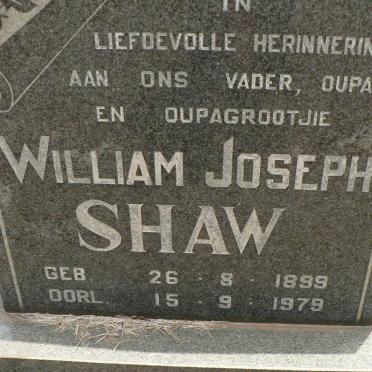 IN
LIEFDEVOLLE HERINNERIN
AAN ONS VADER, OUPA
EN OUPAGROOTJIE
WILLIAM JOSEPH
SHAW
GEB 26 - 8 - 1899
OORL. 15 - 9 - 1979